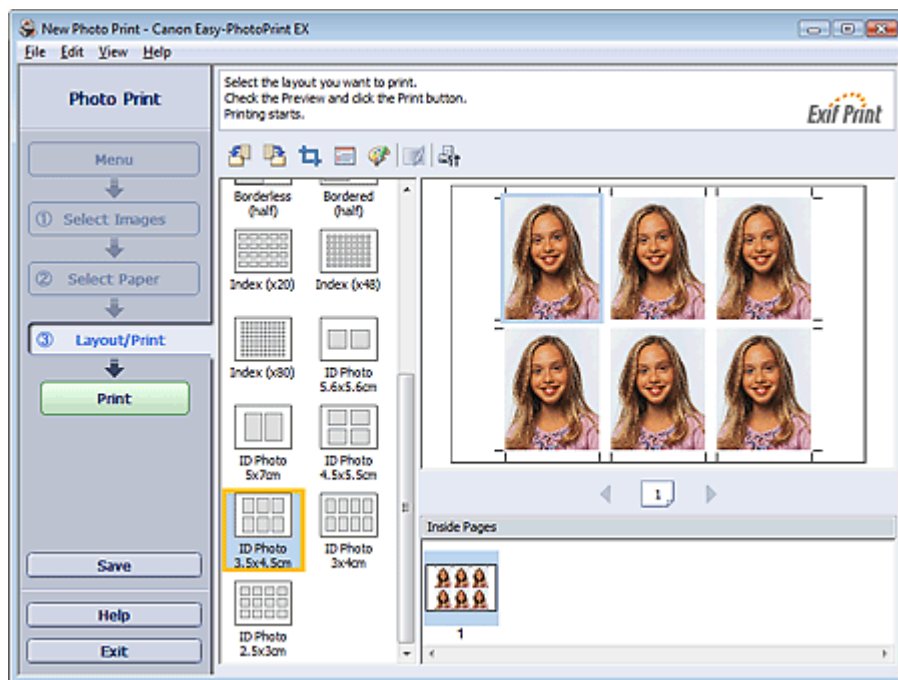 New Photo Print - Canon Easy-PhotoPrint EX
File Edit View Help
Photo Print
Select the layout you want to print.
Check the Preview and click the Print button.
Printing starts.
Exif Print
Menu
① Select Images
② Select Paper
③ Layout/Print
Print
Save
Help
Exit
Borderless
(half)
Bordered
(half)
Index (x20)
Index (x48)
Index (x80)
ID Photo
5.6x5.6cm
ID Photo
5x7cm
ID Photo
4.5x5.5cm
ID Photo
3.5x4.5cm
ID Photo
3x4cm
ID Photo
2.5x3cm
1
Inside Pages
1